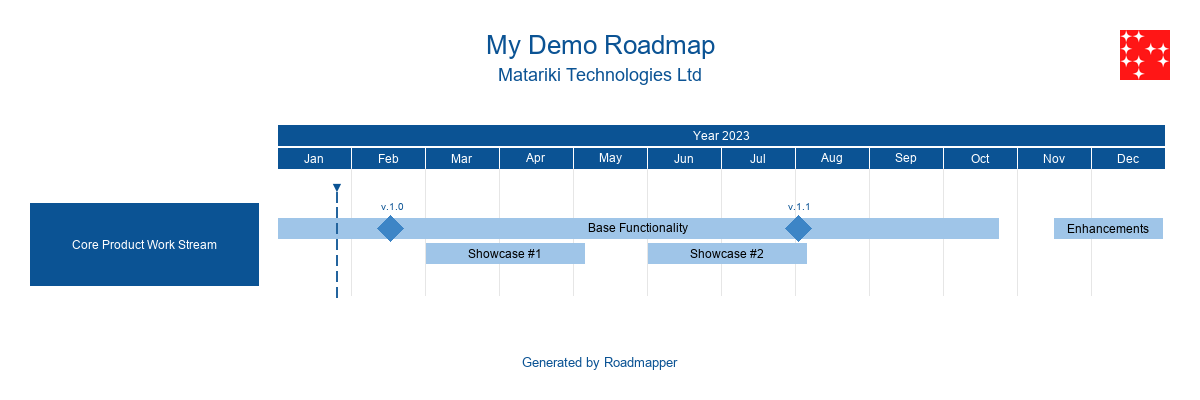 My Demo Roadmap
Matariki Technologies Ltd
Year 2023
Jan Feb Mar Apr May Jun Jul Aug Sep Oct Nov Dec
v.1.0 v.1.1
Base Functionality Enhancements
Core Product Work Stream
Showcase #1 Showcase #2
Generated by Roadmapper